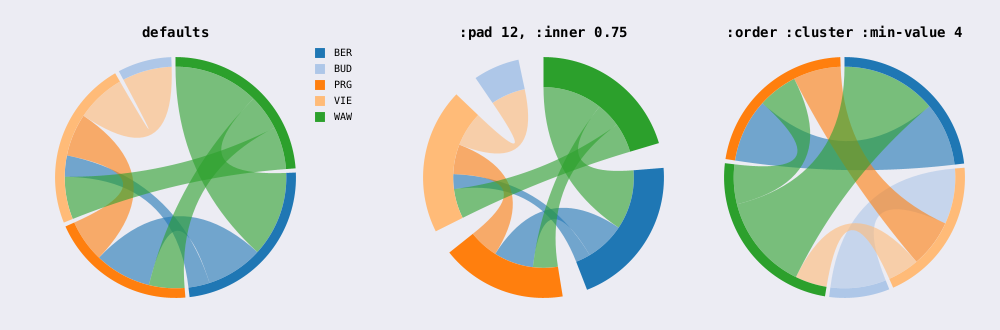 defaults
:pad 12, :inner 0.75
:order :cluster :min-value 4
BER
BUD
PRG
VIE
WAW